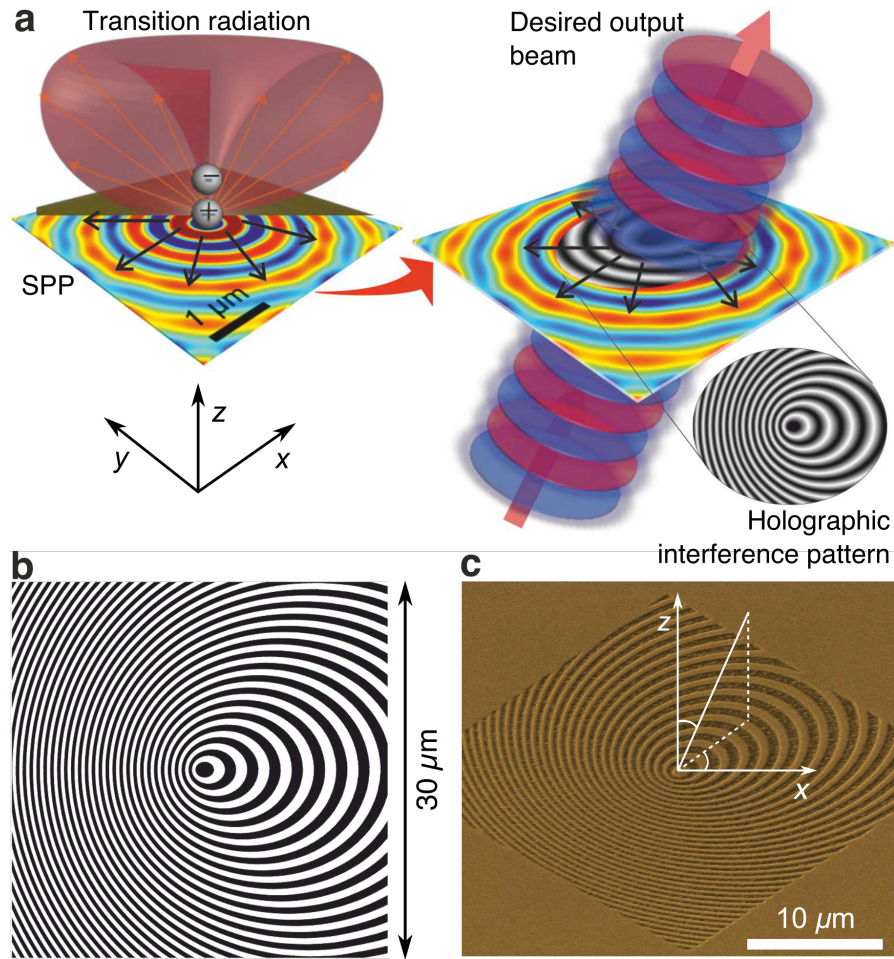 a
Transition radiation
Desired output
beam
−
+
SPP
1 μm
z
y
x
Holographic
interference pattern
b
30 μm
c
z
x
10 μm